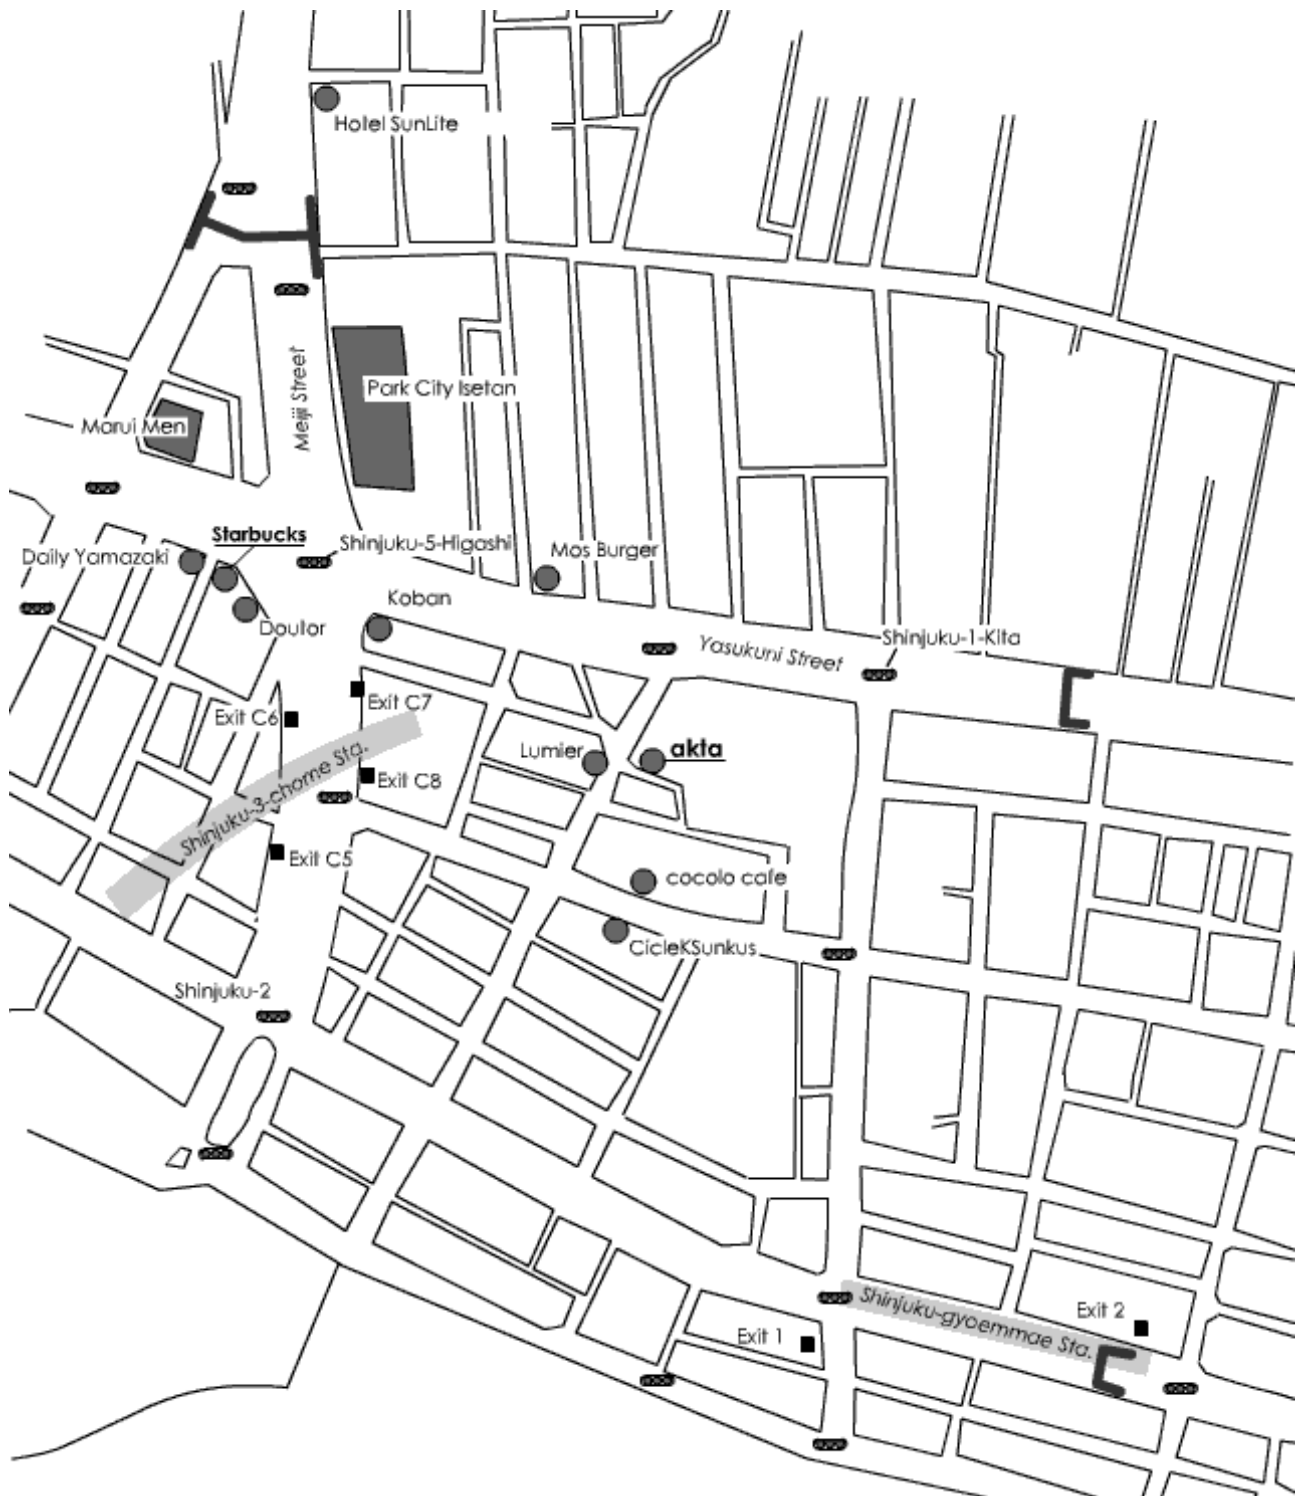 Hotel SunLite
Meiji Street
Park City Isetan
Marui Men
Starbucks
Shinjuku-5-Higashi
Mos Burger
Daily Yamazaki
Koban
Doutor
Shinjuku-1-Kita
Yasukuni Street
Exit C7
Exit C6
Lumier
akta
Shinjuku-3-chome Sta.
Exit C8
Exit C5
cocolo cafe
CicleKSunkus
Shinjuku-2
Shinjuku-gyoemmae Sta.
Exit 2
Exit 1